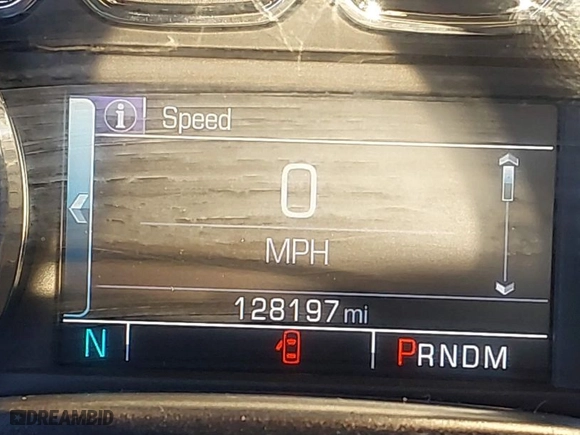 i Speed
0
MPH
128197 mi
N PRNDM
DREAMBID